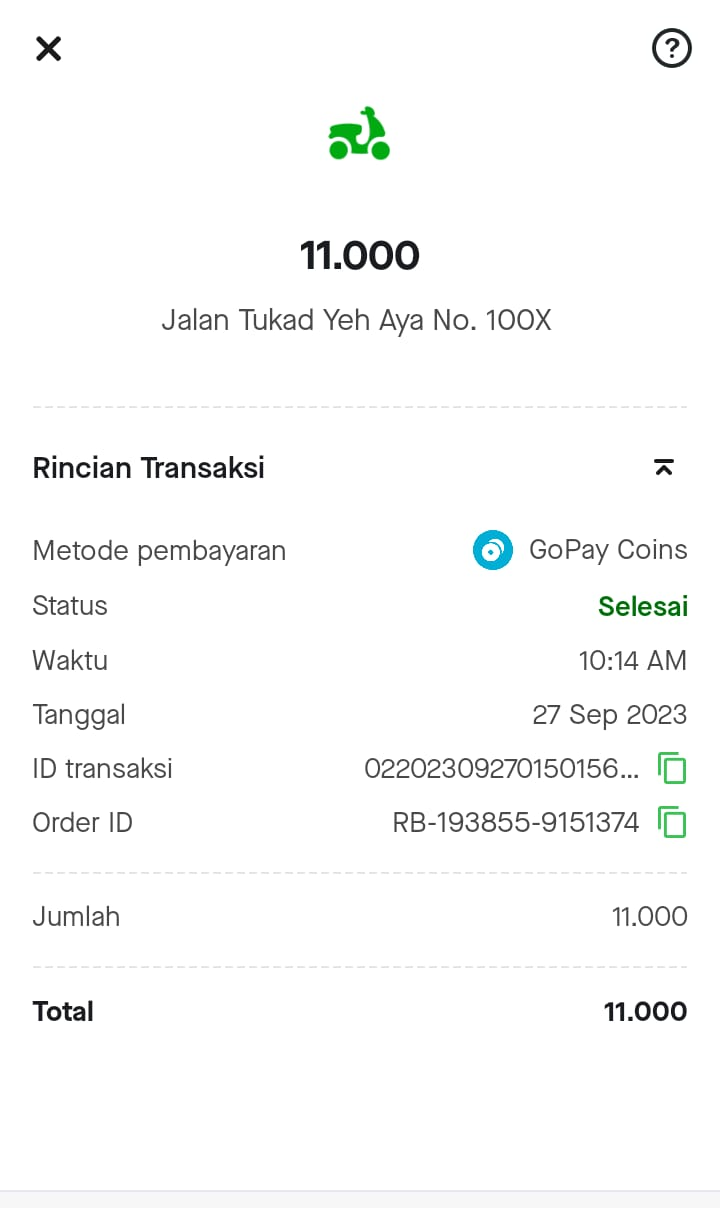 11.000
Jalan Tukad Yeh Aya No. 100X
Rincian Transaksi
Metode pembayaran GoPay Coins
Status Selesai
Waktu 10:14 AM
Tanggal 27 Sep 2023
ID transaksi 02202309270150156...
Order ID RB-193855-9151374
Jumlah 11.000
Total 11.000